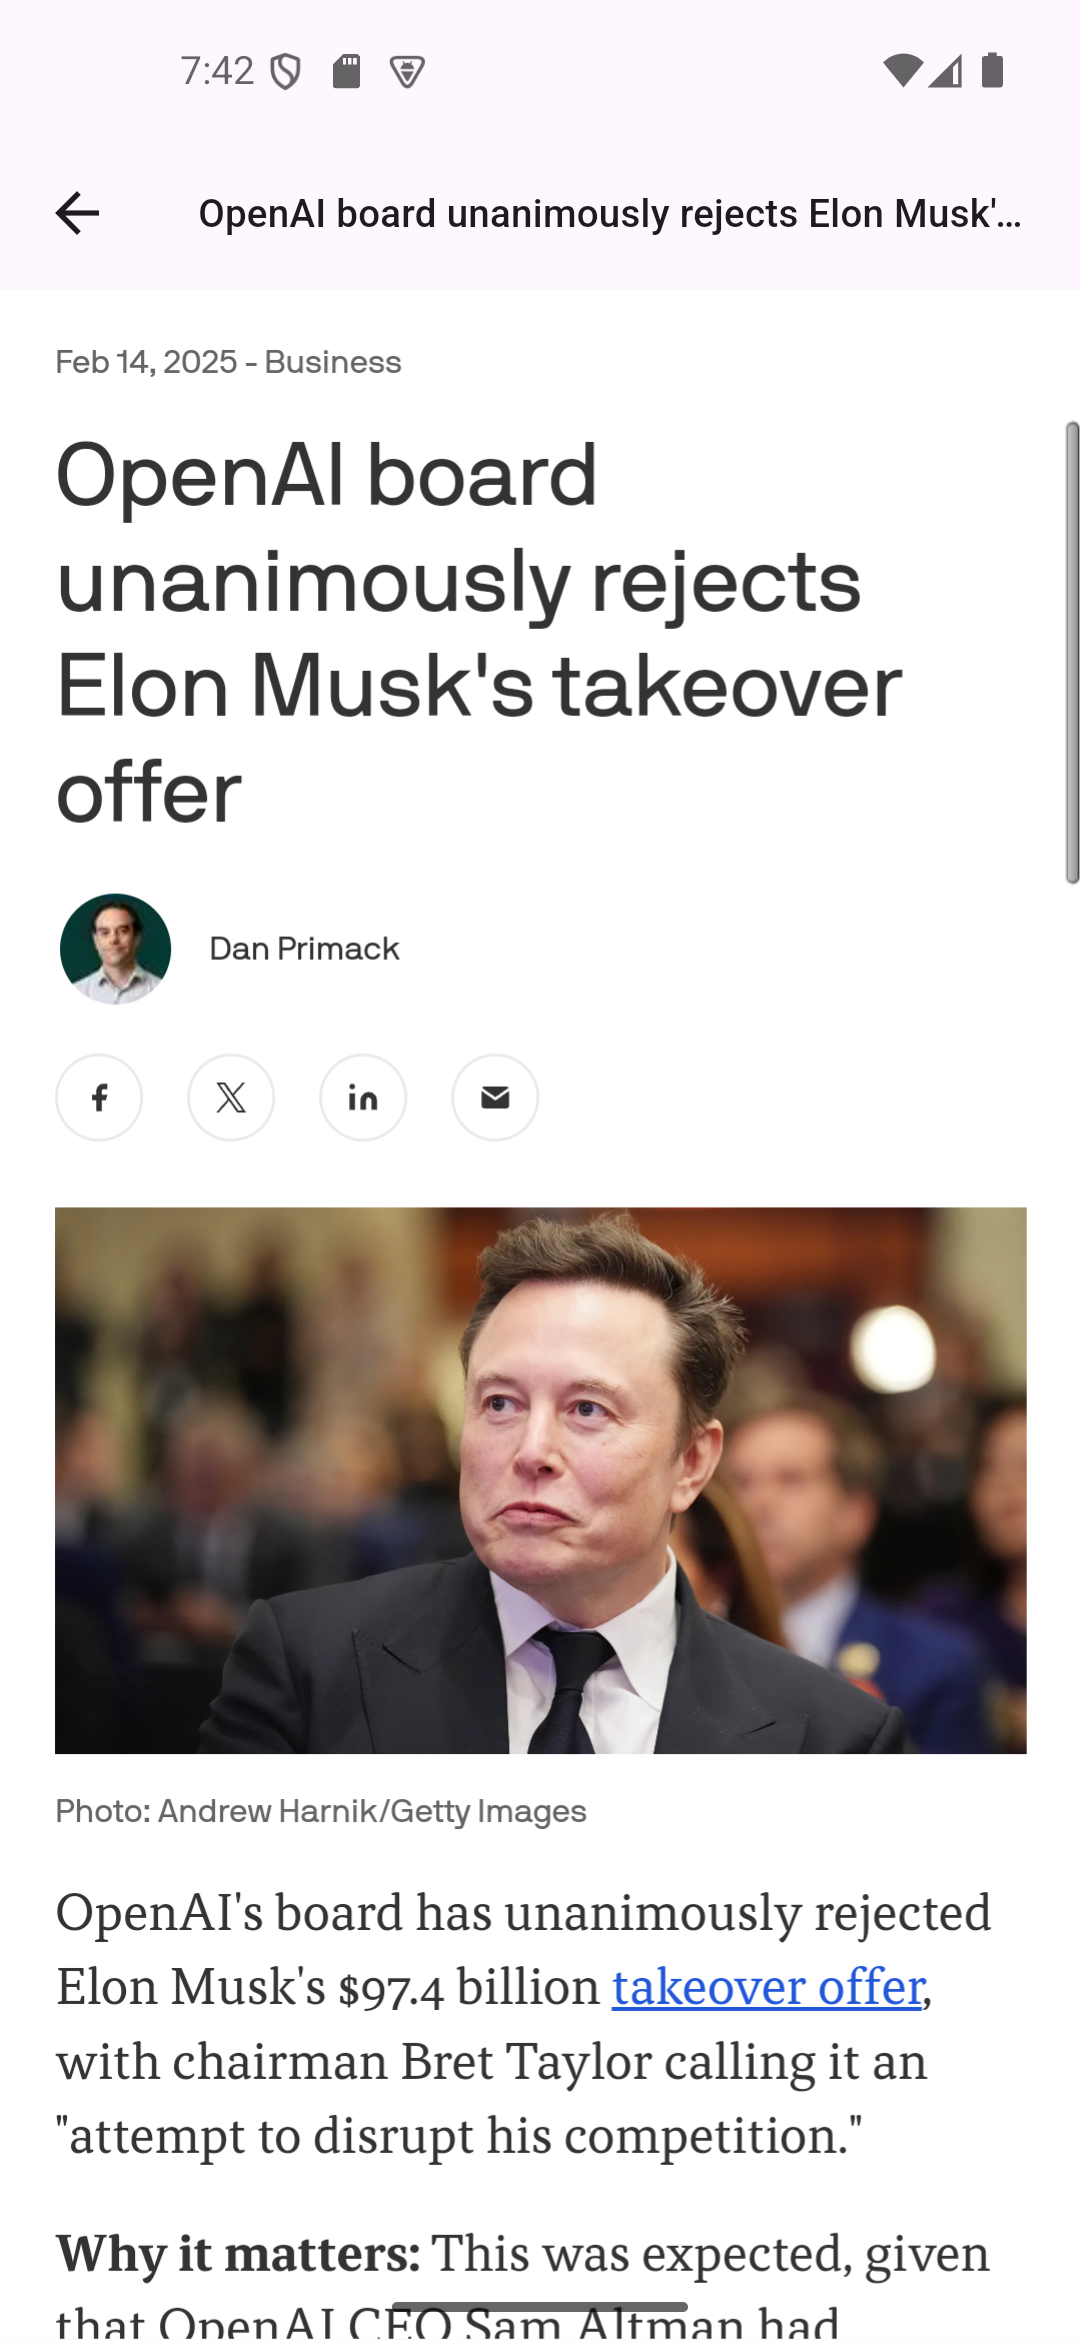 7:42
OpenAI board unanimously rejects Elon Musk'...
Feb 14, 2025 - Business
OpenAI board
unanimously rejects
Elon Musk's takeover
offer
Dan Primack
f
X
in
Photo: Andrew Harnik/Getty Images
OpenAI's board has unanimously rejected
Elon Musk's $97.4 billion takeover offer,
with chairman Bret Taylor calling it an
"attempt to disrupt his competition."
Why it matters: This was expected, given
that OpenAI CEO Sam Altman had